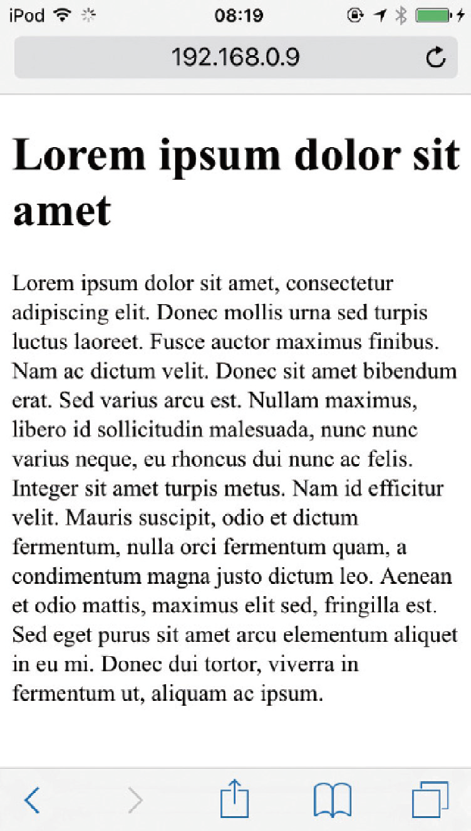 iPod 08:19
192.168.0.9
Lorem ipsum dolor sit
amet
Lorem ipsum dolor sit amet, consectetur
adipiscing elit. Donec mollis urna sed turpis
luctus laoreet. Fusce auctor maximus finibus.
Nam ac dictum velit. Donec sit amet bibendum
erat. Sed varius arcu est. Nullam maximus,
libero id sollicitudin malesuada, nunc nunc
varius neque, eu rhoncus dui nunc ac felis.
Integer sit amet turpis metus. Nam id efficitur
velit. Mauris suscipit, odio et dictum
fermentum, nulla orci fermentum quam, a
condimentum magna justo dictum leo. Aenean
et odio mattis, maximus elit sed, fringilla est.
Sed eget purus sit amet arcu elementum aliquet
in eu mi. Donec dui tortor, viverra in
fermentum ut, aliquam ac ipsum.